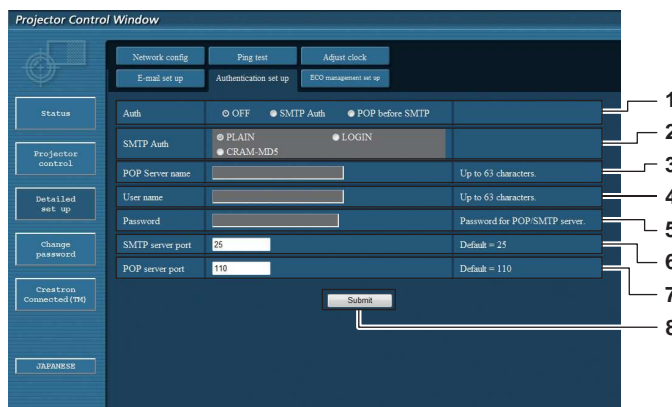 Projector Control Window
Network config Ping test Adjust clock
E-mail set up Authentication set up ECO management set up
Status
Projector
control
Detailed
set up
Change
password
Crestron
Connected(TM)
JAPANESE
Auth OFF SMTP Auth POP before SMTP
SMTP Auth PLAIN LOGIN
CRAM-MD5
POP Server name Up to 63 characters.
User name Up to 63 characters.
Password Password for POP/SMTP server.
SMTP server port 25 Default = 25
POP server port 110 Default = 110
Submit
1
2
3
4
5
6
7
8